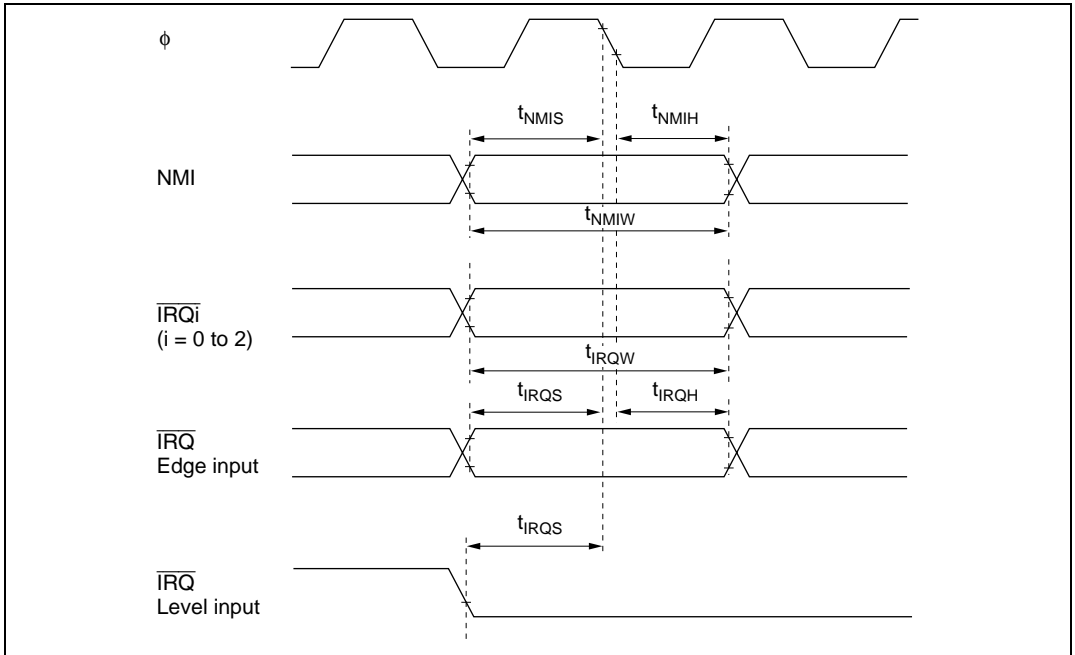 ϕ
tNMIS tNMIH
NMI
tNMIW
IRQi
(i = 0 to 2)
tIRQW
tIRQS tIRQH
IRQ
Edge input
tIRQS
IRQ
Level input